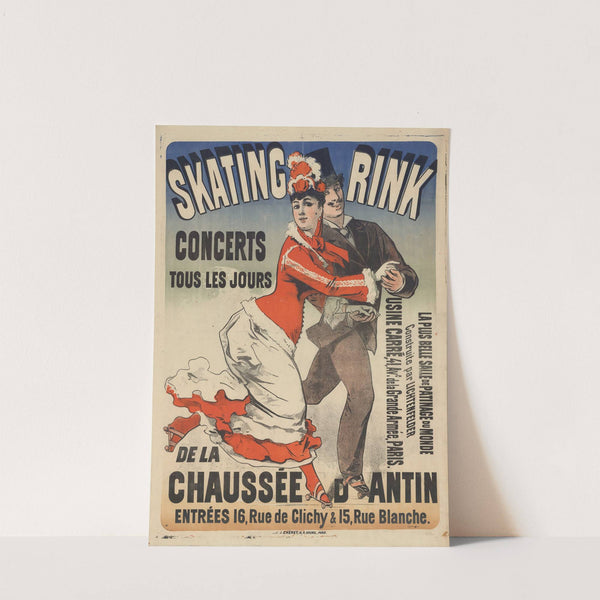 SKATING RINK
CONCERTS
TOUS LES JOURS
LA PLUS BELLE SALLE DE PATINAGE DU MONDE
Construite par LICHTENFELDER
USINE CARRÉ, 41, Av. de la Grande Armée, PARIS.
DE LA
CHAUSSÉE D'ANTIN
ENTRÉES 16, Rue de Clichy & 15, Rue Blanche.